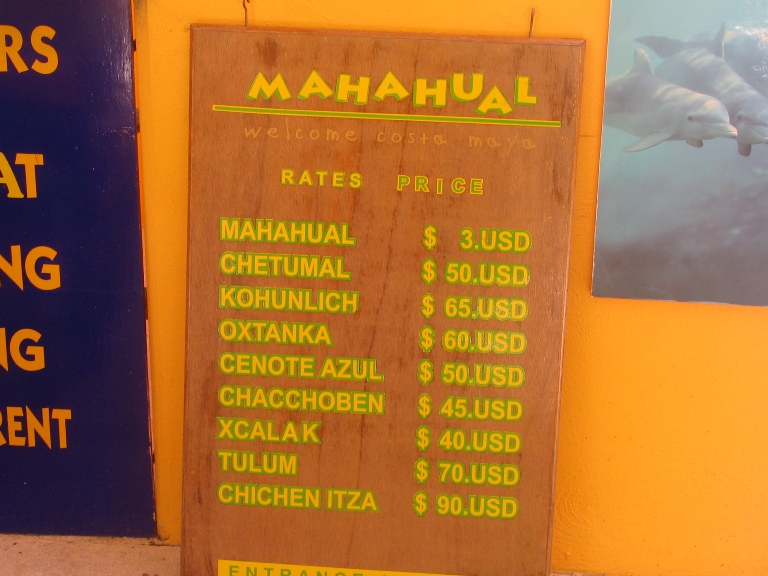 RS
AT
NG
NG
RENT
MAHAHUAL
welcome costa maya
RATES PRICE
MAHAHUAL $ 3.USD
CHETUMAL $ 50.USD
KOHUNLICH $ 65.USD
OXTANKA $ 60.USD
CENOTE AZUL $ 50.USD
CHACCHOBEN $ 45.USD
XCALAK $ 40.USD
TULUM $ 70.USD
CHICHEN ITZA $ 90.USD
ENTRANCE